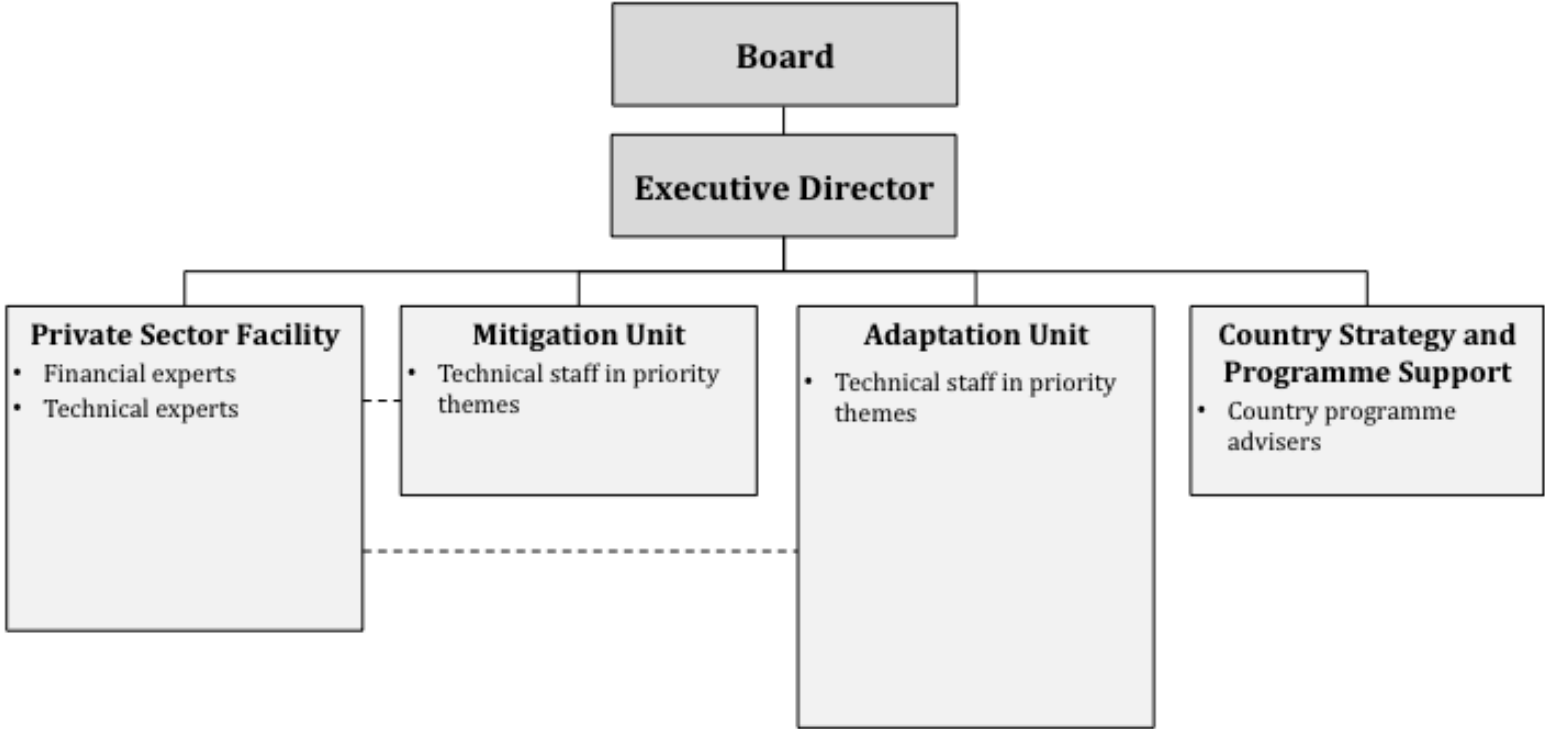 Board
Executive Director
Private Sector Facility
• Financial experts
• Technical experts
Mitigation Unit
• Technical staff in priority
themes
Adaptation Unit
• Technical staff in priority
themes
Country Strategy and
Programme Support
• Country programme
advisers